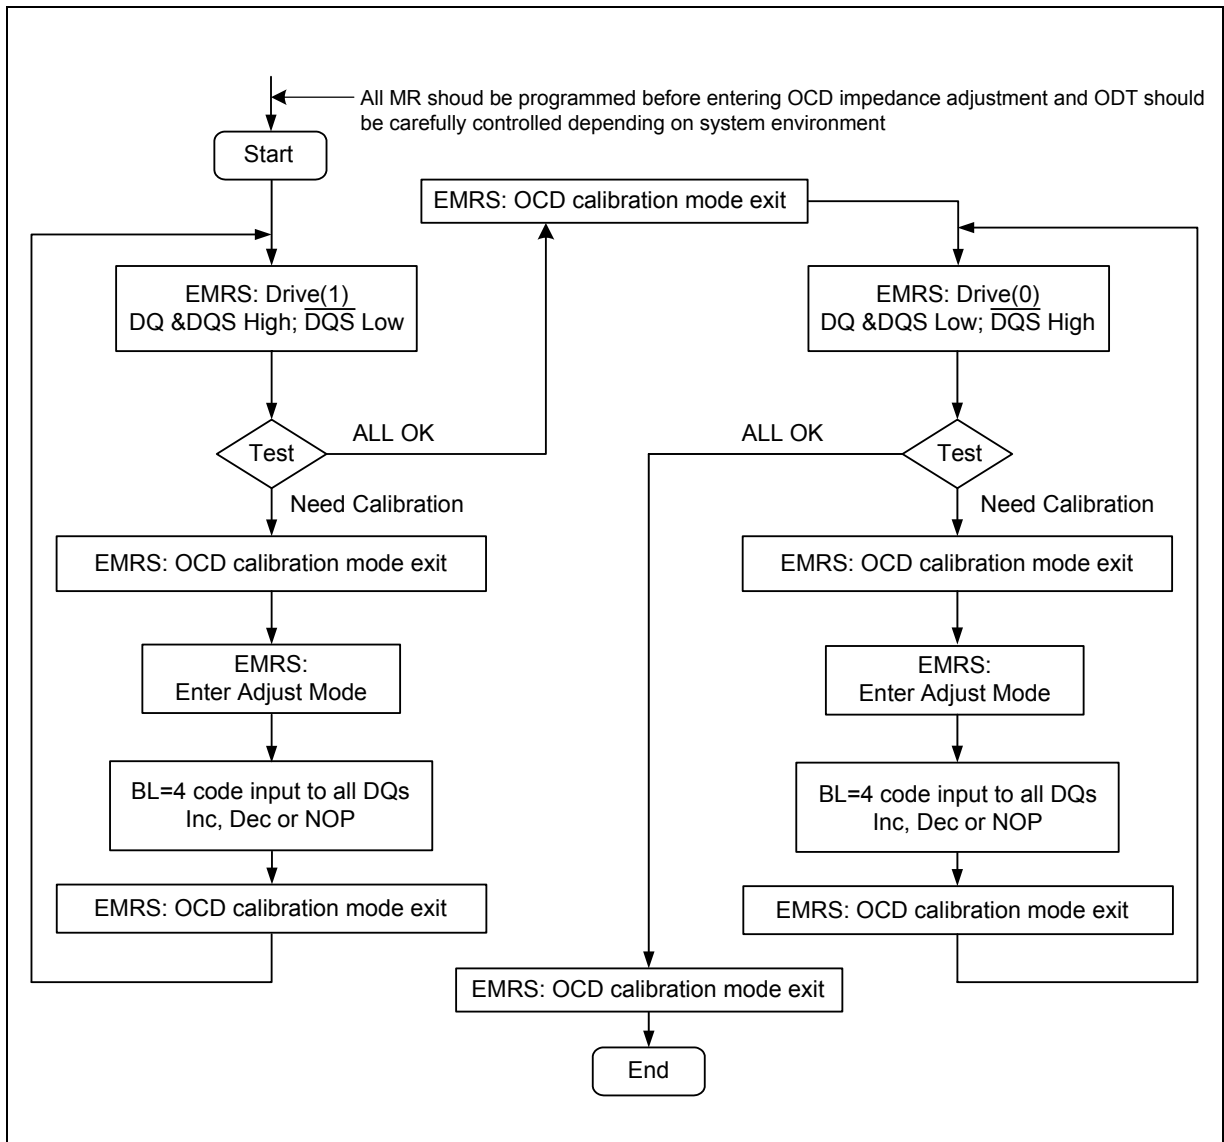 All MR shoud be programmed before entering OCD impedance adjustment and ODT should
be carefully controlled depending on system environment
Start
EMRS: OCD calibration mode exit
EMRS: Drive(1)
DQ &DQS High; D̅Q̅S̅ Low
EMRS: Drive(0)
DQ &DQS Low; D̅Q̅S̅ High
Test
ALL OK
ALL OK
Test
Need Calibration
Need Calibration
EMRS: OCD calibration mode exit
EMRS: OCD calibration mode exit
EMRS:
Enter Adjust Mode
EMRS:
Enter Adjust Mode
BL=4 code input to all DQs
Inc, Dec or NOP
BL=4 code input to all DQs
Inc, Dec or NOP
EMRS: OCD calibration mode exit
EMRS: OCD calibration mode exit
EMRS: OCD calibration mode exit
End